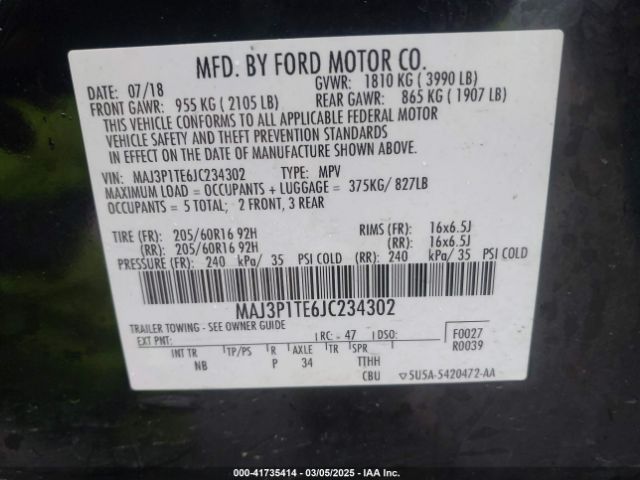 MFD. BY FORD MOTOR CO.
DATE: 07/18 GVWR: 1810 KG ( 3990 LB)
FRONT GAWR: 955 KG ( 2105 LB) REAR GAWR: 865 KG ( 1907 LB)
THIS VEHICLE CONFORMS TO ALL APPLICABLE FEDERAL MOTOR
VEHICLE SAFETY AND THEFT PREVENTION STANDARDS
IN EFFECT ON THE DATE OF MANUFACTURE SHOWN ABOVE.
VIN: MAJ3P1TE6JC234302 TYPE: MPV
MAXIMUM LOAD = OCCUPANTS + LUGGAGE = 375KG/ 827LB
OCCUPANTS = 5 TOTAL; 2 FRONT, 3 REAR
TIRE (FR): 205/60R16 92H RIMS (FR): 16x6.5J
(RR): 205/60R16 92H (RR): 16x6.5J
PRESSURE (FR): 240 kPa/ 35 PSI COLD (RR): 240 kPa/ 35 PSI COLD
MAJ3P1TE6JC234302
TRAILER TOWING - SEE OWNER GUIDE
EXT PNT: RC: 47 DSO: F0027
R0039
INT TR TP/PS R AXLE TR SPR
NB P 34 TTHH
CBU 5U5A-5420472-AA
000-41735414 - 03/05/2025 - IAA Inc.